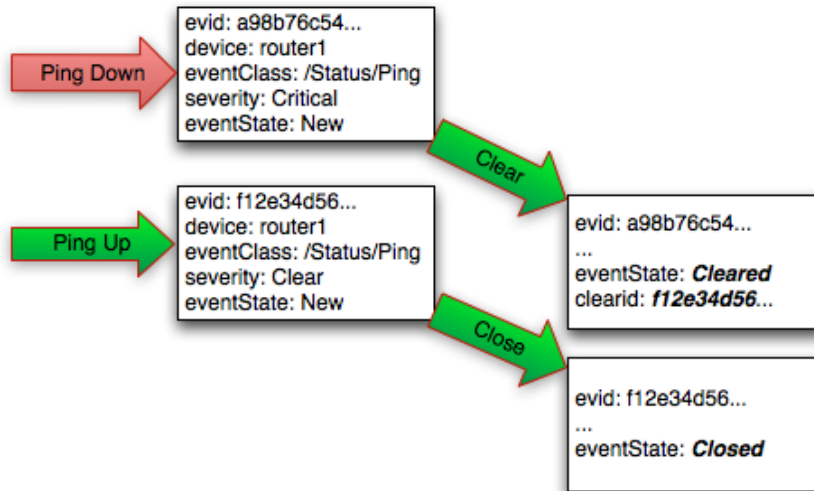 Ping Down
evid: a98b76c54...
device: router1
eventClass: /Status/Ping
severity: Critical
eventState: New
Clear
Ping Up
evid: f12e34d56...
device: router1
eventClass: /Status/Ping
severity: Clear
eventState: New
Close
evid: a98b76c54...
...
eventState: Cleared
clearid: f12e34d56...
evid: f12e34d56...
...
eventState: Closed